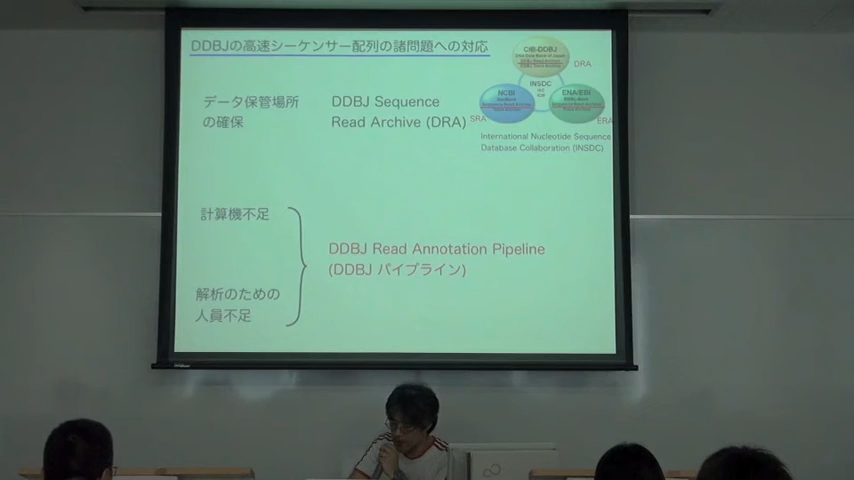 DDBJの高速シーケンサー配列の諸問題への対応
CIB-DDBJ
DRA
INSDC
NCBI
ENA/EBI
SRA
ERA
International Nucleotide Sequence
Database Collaboration (INSDC)
データ保管場所
の確保
DDBJ Sequence
Read Archive (DRA)
計算機不足
DDBJ Read Annotation Pipeline
(DDBJ パイプライン)
解析のための
人員不足